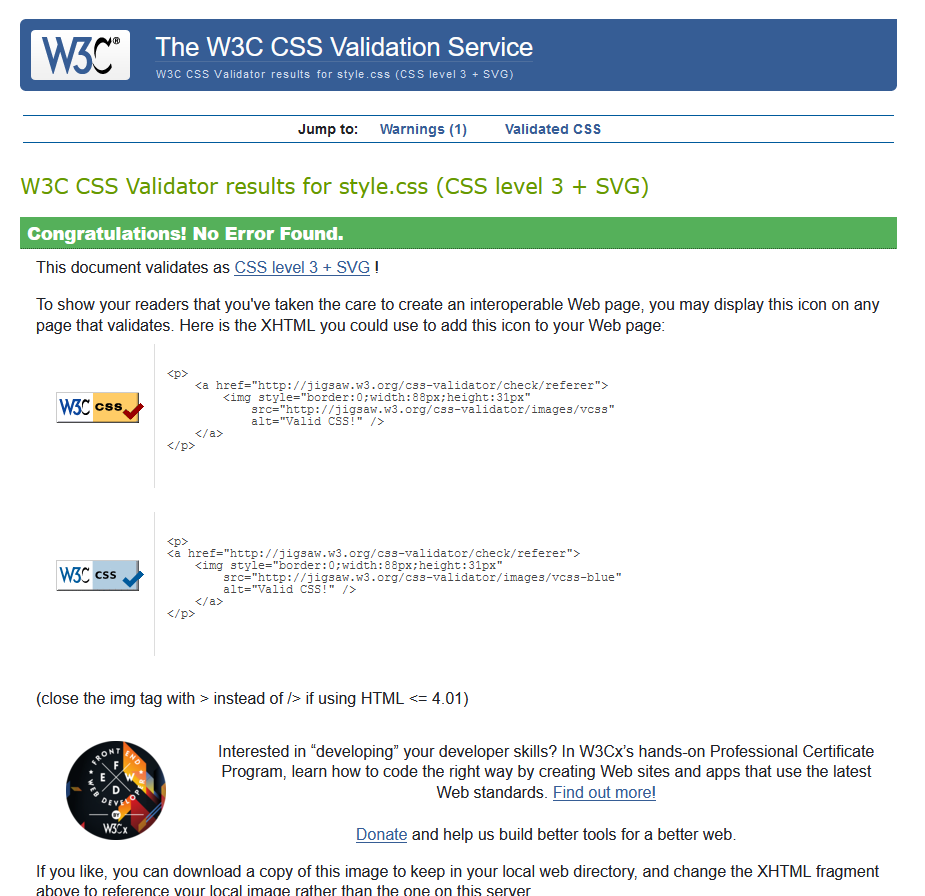 W3C®
The W3C CSS Validation Service
W3C CSS Validator results for style.css (CSS level 3 + SVG)
Jump to: Warnings (1) Validated CSS
W3C CSS Validator results for style.css (CSS level 3 + SVG)
Congratulations! No Error Found.
This document validates as CSS level 3 + SVG !
To show your readers that you've taken the care to create an interoperable Web page, you may display this icon on any
page that validates. Here is the XHTML you could use to add this icon to your Web page:
W3C css
<p>
<a href="http://jigsaw.w3.org/css-validator/check/referer">
<img style="border:0;width:88px;height:31px"
src="http://jigsaw.w3.org/css-validator/images/vcss"
alt="Valid CSS!" />
</a>
</p>
W3C css
<p>
<a href="http://jigsaw.w3.org/css-validator/check/referer">
<img style="border:0;width:88px;height:31px"
src="http://jigsaw.w3.org/css-validator/images/vcss-blue"
alt="Valid CSS!" />
</a>
</p>
(close the img tag with > instead of /> if using HTML <= 4.01)
FRONT END
F
E W
D
WEB DEVELOPER
BY
W3Cx
Interested in “developing” your developer skills? In W3Cx’s hands-on Professional Certificate
Program, learn how to code the right way by creating Web sites and apps that use the latest
Web standards. Find out more!
Donate and help us build better tools for a better web.
If you like, you can download a copy of this image to keep in your local web directory, and change the XHTML fragment
above to reference your local image rather than the one on this server.